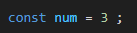 const num = 3 ;